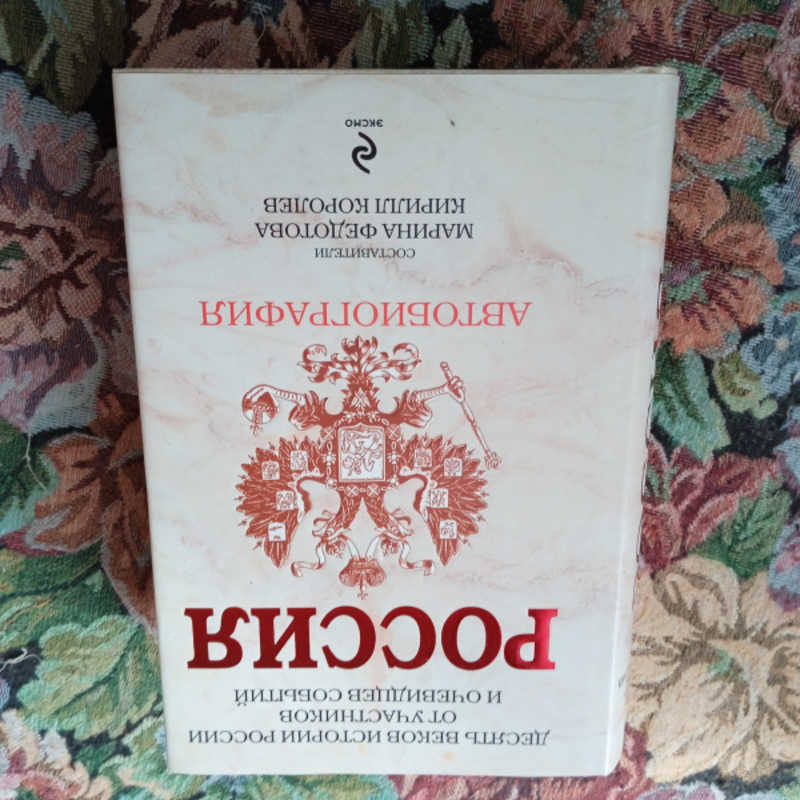 ДЕСЯТЬ ВЕКОВ ИСТОРИИ РОССИИ
ОТ УЧАСТНИКОВ
И ОЧЕВИДЦЕВ СОБЫТИЙ
РОССИЯ
АВТОБИОГРАФИЯ
СОСТАВИТЕЛИ
МАРИНА ФЕДОТОВА
КИРИЛЛ КОРОЛЕВ
ЭКСМО